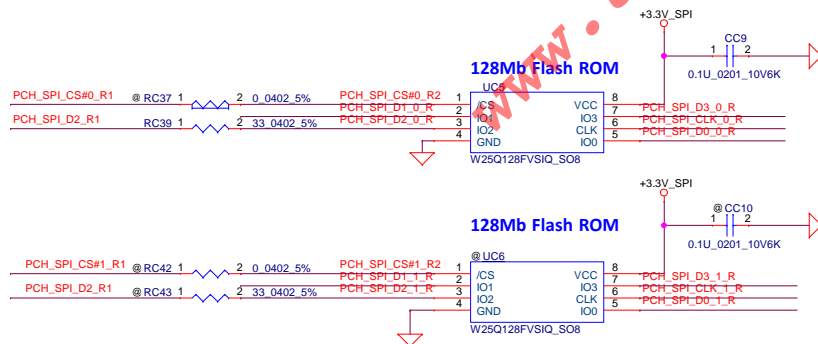 +3.3V_SPI
CC9
1 2
0.1U_0201_10V6K
128Mb Flash ROM
UC5
PCH_SPI_CS#0_R1 @ RC37 1 2 0_0402_5% PCH_SPI_CS#0_R2 1 /CS VCC 8
PCH_SPI_D1_0_R 2 IO1 IO3 7 PCH_SPI_D3_0_R
PCH_SPI_D2_R1 RC39 1 2 33_0402_5% PCH_SPI_D2_0_R 3 IO2 CLK 6 PCH_SPI_CLK_0_R
4 GND IO0 5 PCH_SPI_D0_0_R
W25Q128FVSIQ_SO8
www.
+3.3V_SPI
@ CC10
1 2
0.1U_0201_10V6K
128Mb Flash ROM
@ UC6
PCH_SPI_CS#1_R1 @ RC42 1 2 0_0402_5% PCH_SPI_CS#1_R2 1 /CS VCC 8
PCH_SPI_D1_1_R 2 IO1 IO3 7 PCH_SPI_D3_1_R
PCH_SPI_D2_R1 @ RC43 1 2 33_0402_5% PCH_SPI_D2_1_R 3 IO2 CLK 6 PCH_SPI_CLK_1_R
4 GND IO0 5 PCH_SPI_D0_1_R
W25Q128FVSIQ_SO8